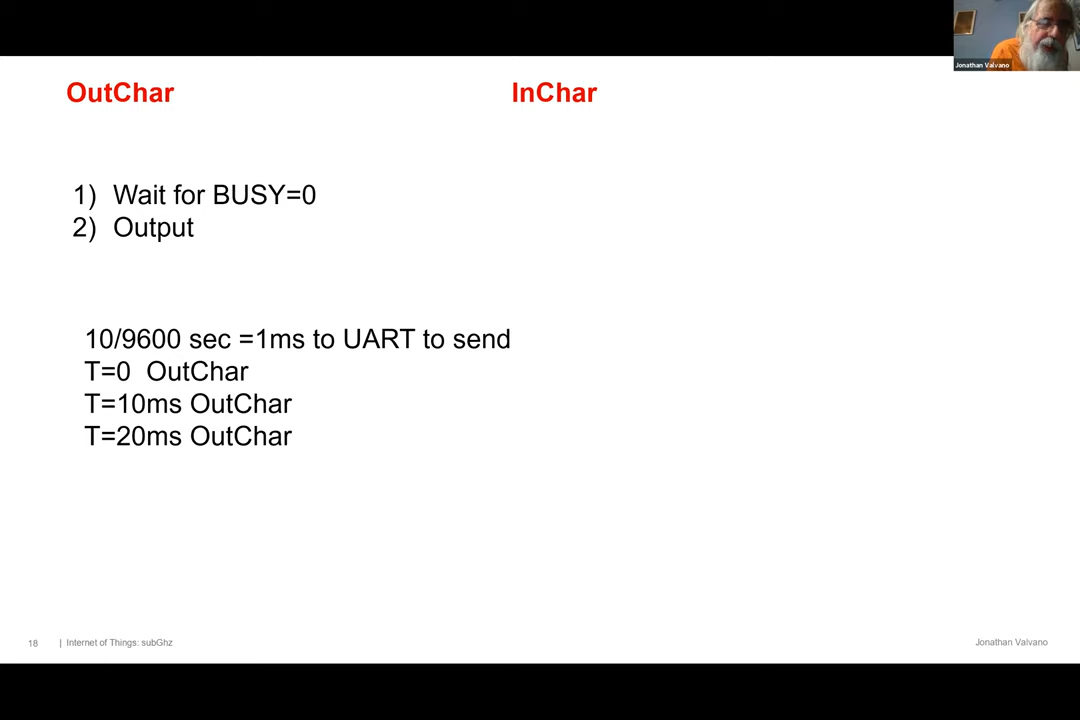 Jonathan Valvano
OutChar
InChar
1) Wait for BUSY=0
2) Output
10/9600 sec =1ms to UART to send
T=0 OutChar
T=10ms OutChar
T=20ms OutChar
18 | Internet of Things: subGhz
Jonathan Valvano